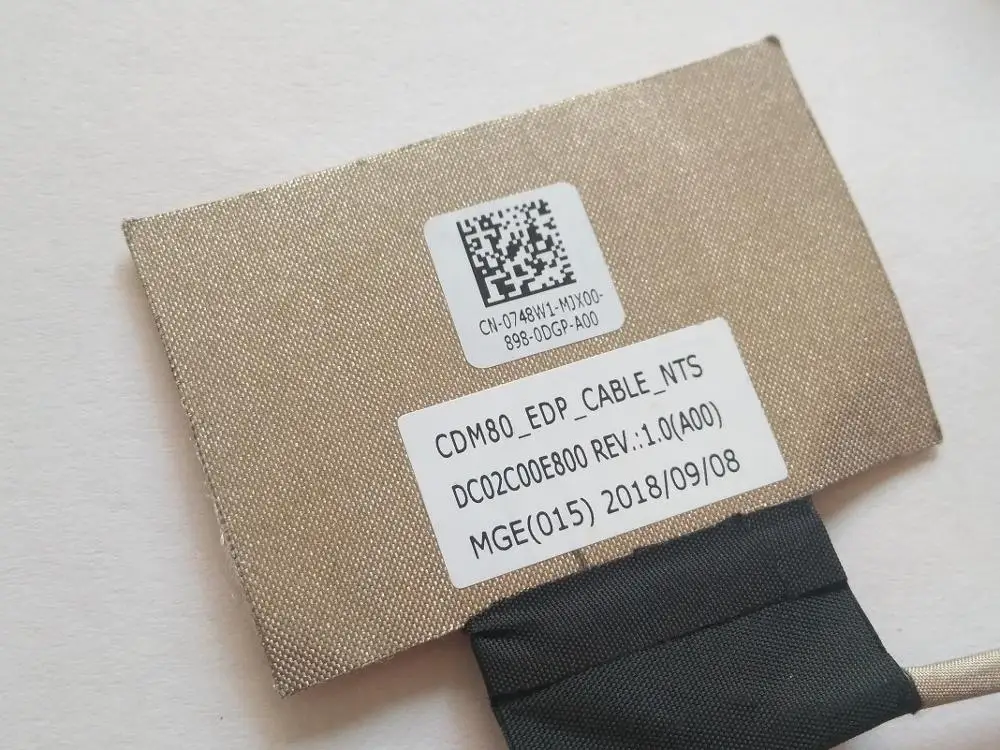 CN-0748W1-MJX00-
898-0DGP-A00
CDM80_EDP_CABLE_NTS
DC02C00E800 REV.:1.0(A00)
MGE(015) 2018/09/08